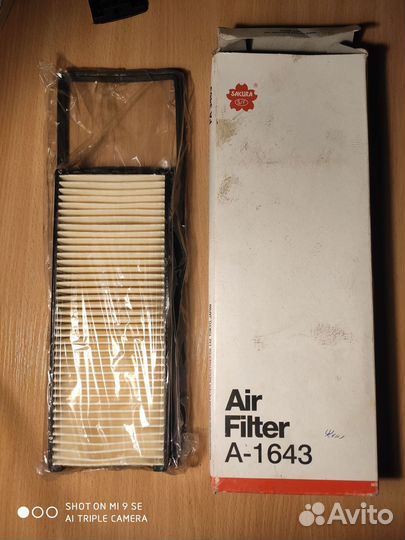 SAKURA
Air
Filter
A-1643
SHOT ON MI 9 SE
AI TRIPLE CAMERA
Avito